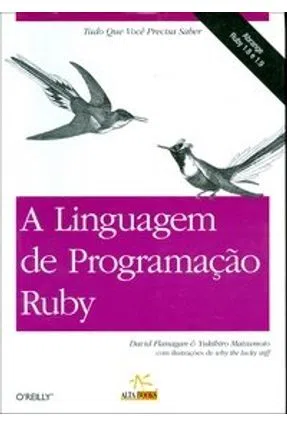 Tudo Que Você Precisa Saber
Abrange
Ruby 1.8 e 1.9
A Linguagem
de Programação
Ruby
David Flanagan & Yukihiro Matsumoto
com ilustrações de why the lucky stiff
O'REILLY™
ALTA BOOKS